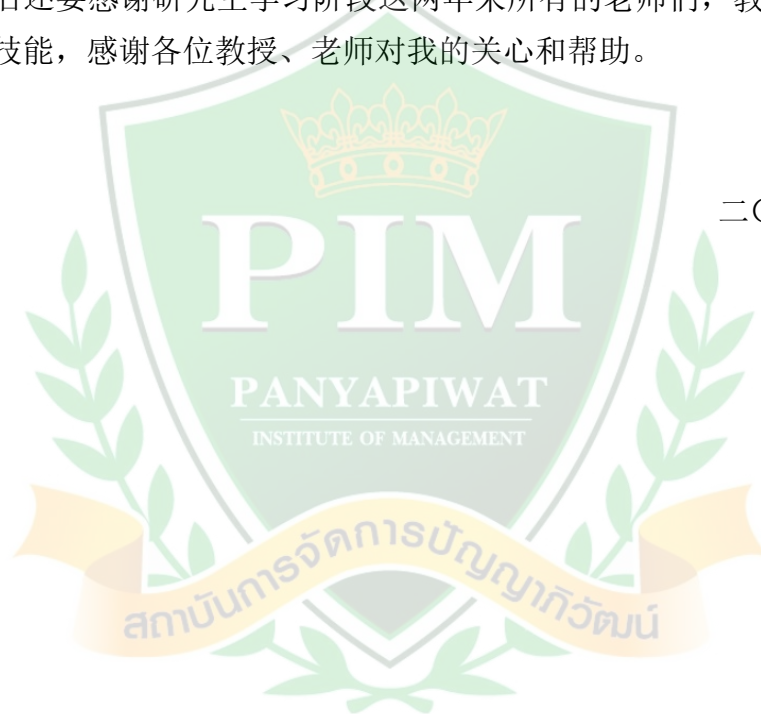 后还要感谢研究生学习阶段这两年来所有的老师们，教
技能，感谢各位教授、老师对我的关心和帮助。
二〇
PIM
PANYAPIWAT
INSTITUTE OF MANAGEMENT
สถาบันการจัดการปัญญาภิวัฒน์